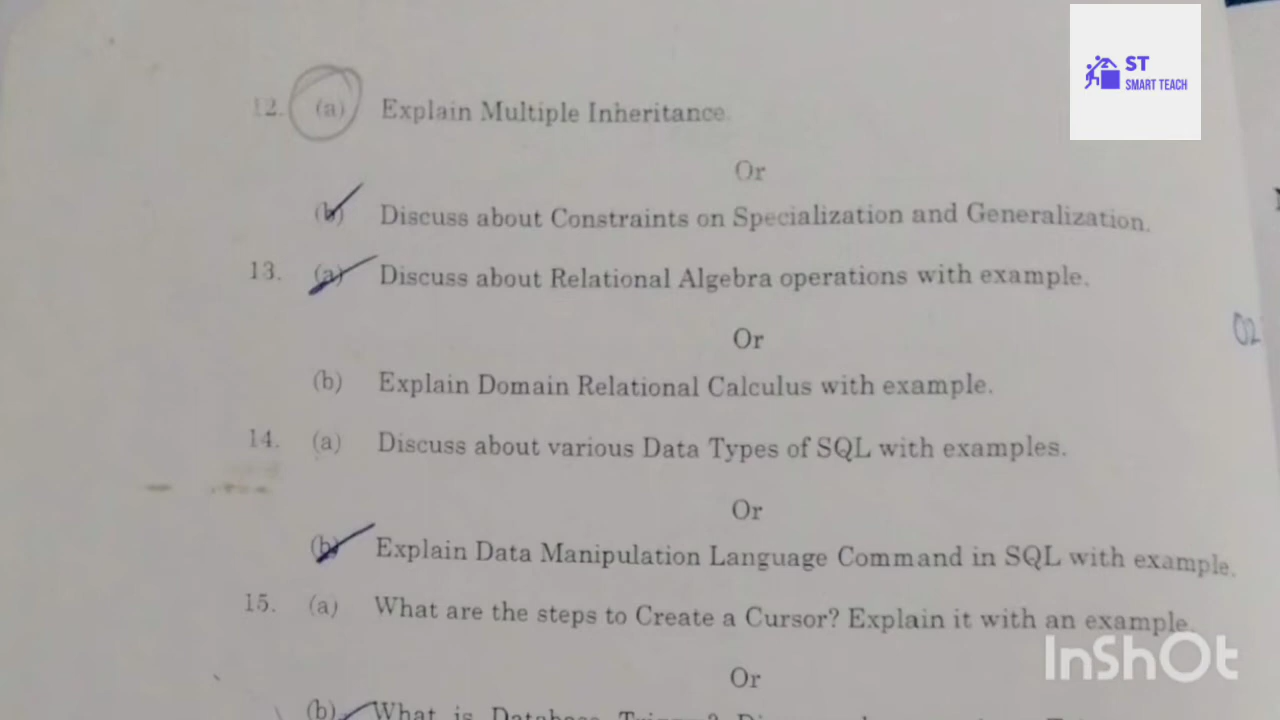 ST
SMART TEACH
12. (a) Explain Multiple Inheritance.
Or
(b) Discuss about Constraints on Specialization and Generalization.
13. (a) Discuss about Relational Algebra operations with example.
Or
02
(b) Explain Domain Relational Calculus with example.
14. (a) Discuss about various Data Types of SQL with examples.
Or
(b) Explain Data Manipulation Language Command in SQL with example.
15. (a) What are the steps to Create a Cursor? Explain it with an example.
InShOt
Or
(b) What is Database Trigger?